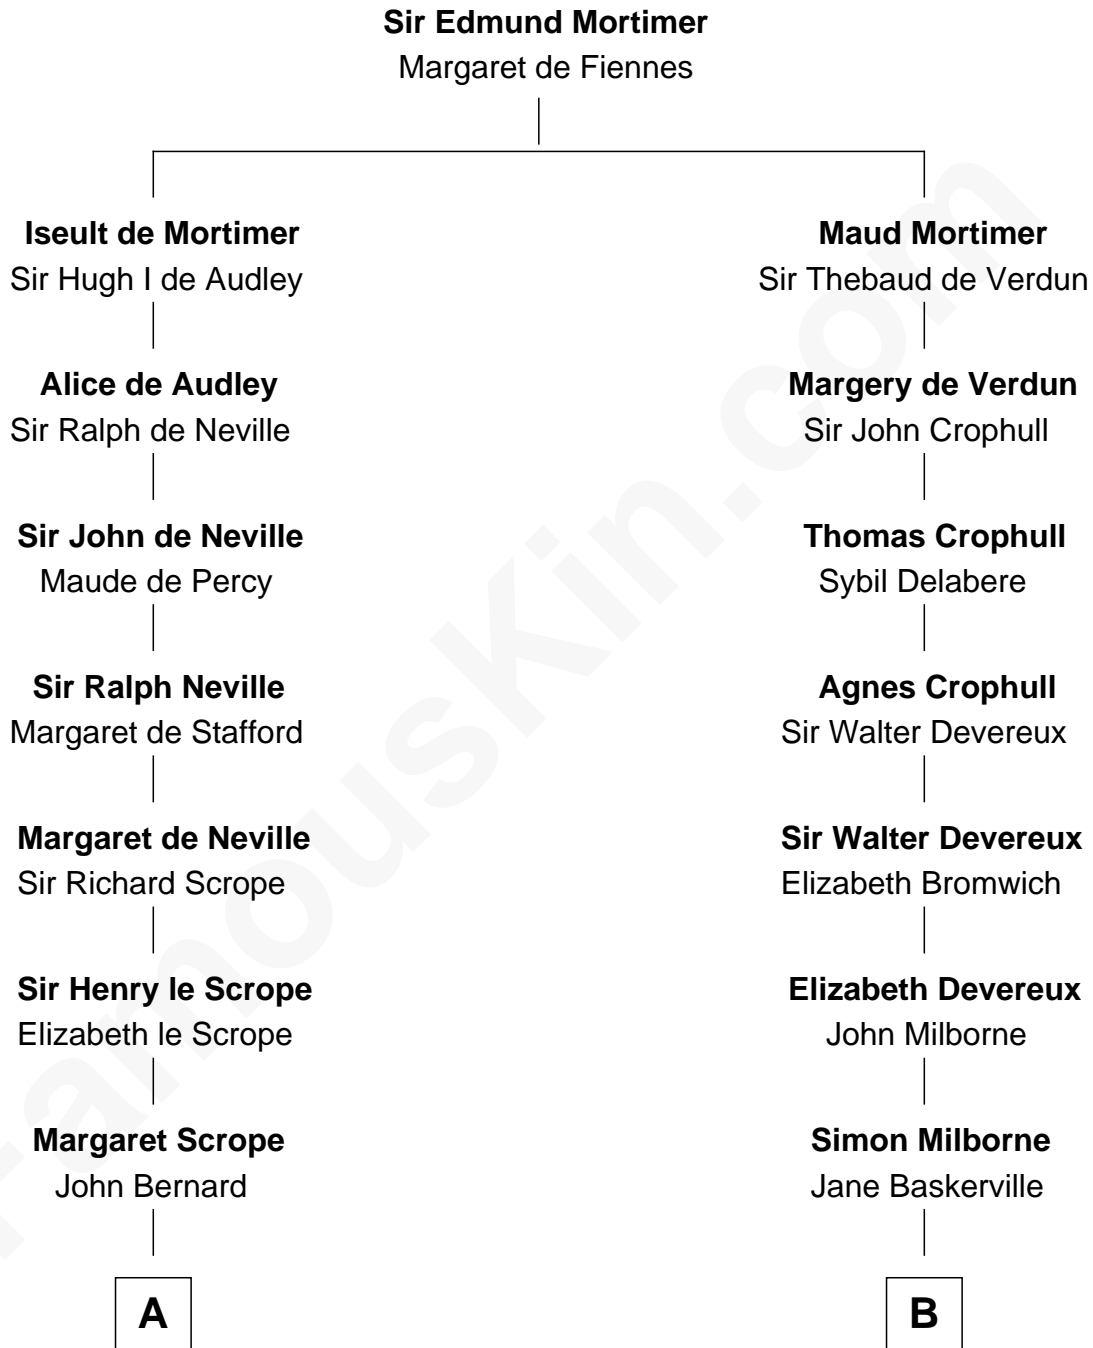 Sir Edmund Mortimer
Margaret de Fiennes
Iseult de Mortimer
Sir Hugh I de Audley
Maud Mortimer
Sir Thebaud de Verdun
Alice de Audley
Sir Ralph de Neville
Margery de Verdun
Sir John Crophull
Sir John de Neville
Maude de Percy
Thomas Crophull
Sybil Delabere
Sir Ralph Neville
Margaret de Stafford
Agnes Crophull
Sir Walter Devereux
Margaret de Neville
Sir Richard Scrope
Sir Walter Devereux
Elizabeth Bromwich
Sir Henry le Scrope
Elizabeth le Scrope
Elizabeth Devereux
John Milborne
Margaret Scrope
John Bernard
Simon Milborne
Jane Baskerville
A
B
FamousKin.com